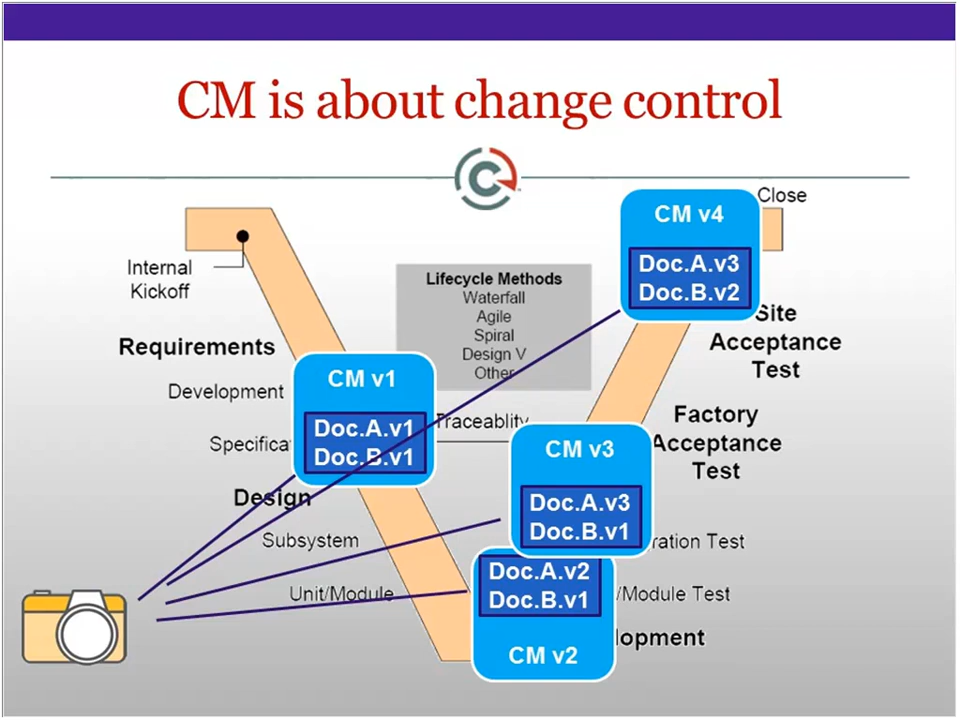 CM is about change control
Close
CM v4
Doc.A.v3
Doc.B.v2
Internal
Kickoff
Lifecycle Methods
Waterfall
Agile
Spiral
Design V
Other
Site
Acceptance
Test
Requirements
Development
CM v1
Doc.A.v1
Doc.B.v1
Traceablity
Factory
Acceptance
Test
Specificat
CM v3
Doc.A.v3
Doc.B.v1
Design
Subsystem
ration Test
Unit/Module
Doc.A.v2
Doc.B.v1
CM v2
/Module Test
lopment